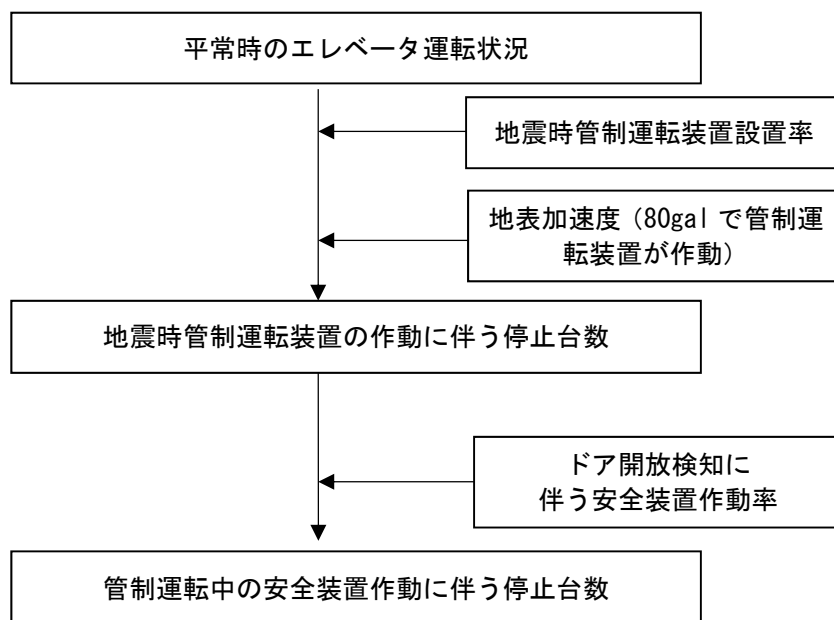 平常時のエレベータ運転状況
地震時管制運転装置設置率
地表加速度（80gal で管制運
転装置が作動）
地震時管制運転装置の作動に伴う停止台数
ドア開放検知に
伴う安全装置作動率
管制運転中の安全装置作動に伴う停止台数